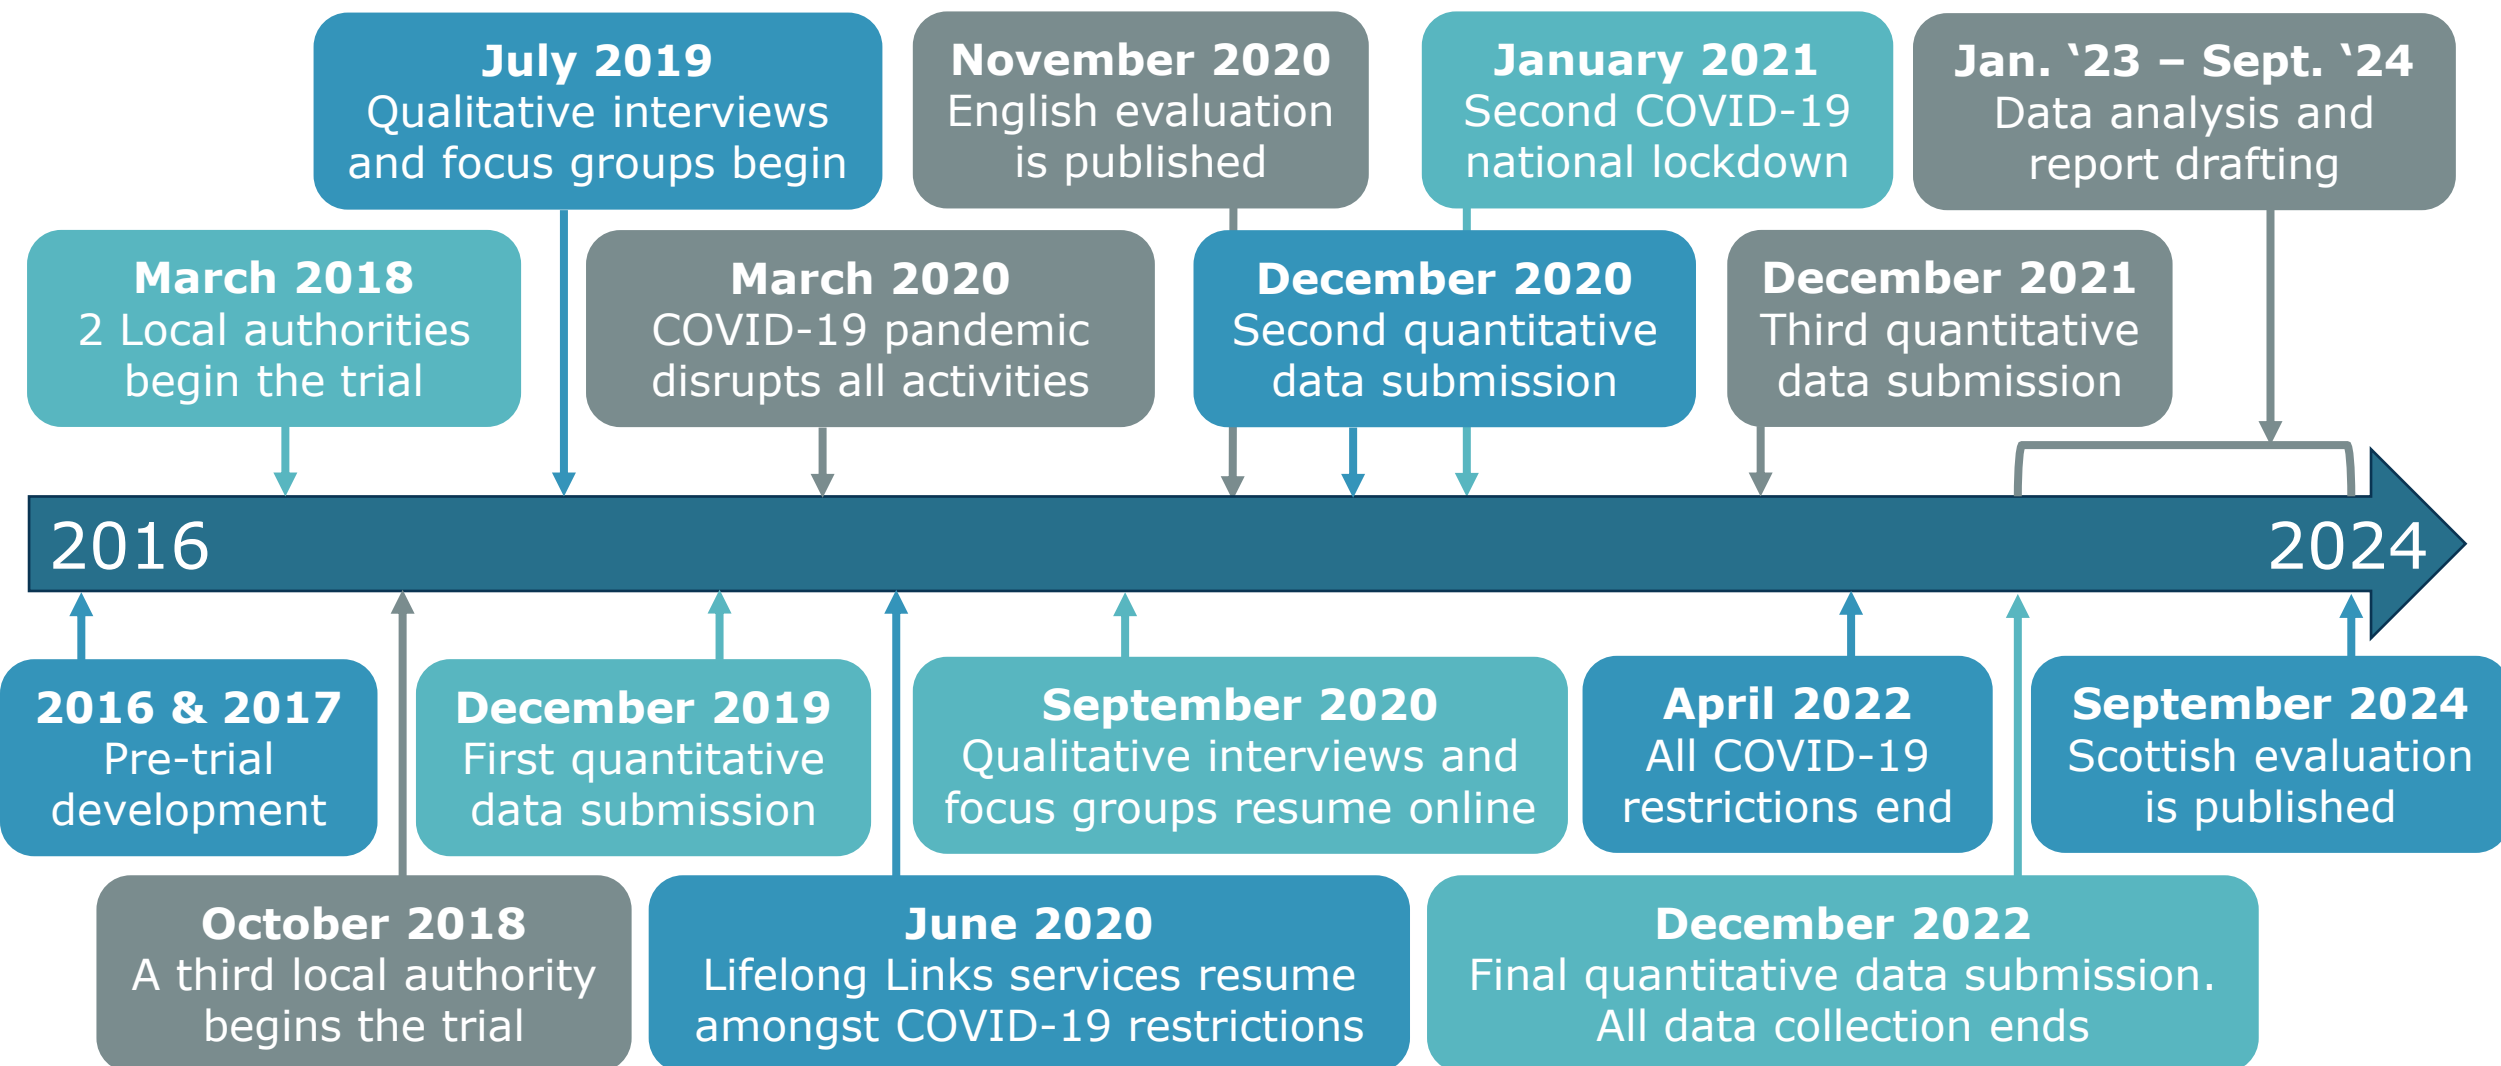 July 2019
Qualitative interviews
and focus groups begin
November 2020
English evaluation
is published
January 2021
Second COVID-19
national lockdown
Jan. ‘23 – Sept. ‘24
Data analysis and
report drafting
March 2018
2 Local authorities
begin the trial
March 2020
COVID-19 pandemic
disrupts all activities
December 2020
Second quantitative
data submission
December 2021
Third quantitative
data submission
2016
2024
2016 & 2017
Pre-trial
development
December 2019
First quantitative
data submission
September 2020
Qualitative interviews and
focus groups resume online
April 2022
All COVID-19
restrictions end
September 2024
Scottish evaluation
is published
October 2018
A third local authority
begins the trial
June 2020
Lifelong Links services resume
amongst COVID-19 restrictions
December 2022
Final quantitative data submission.
All data collection ends